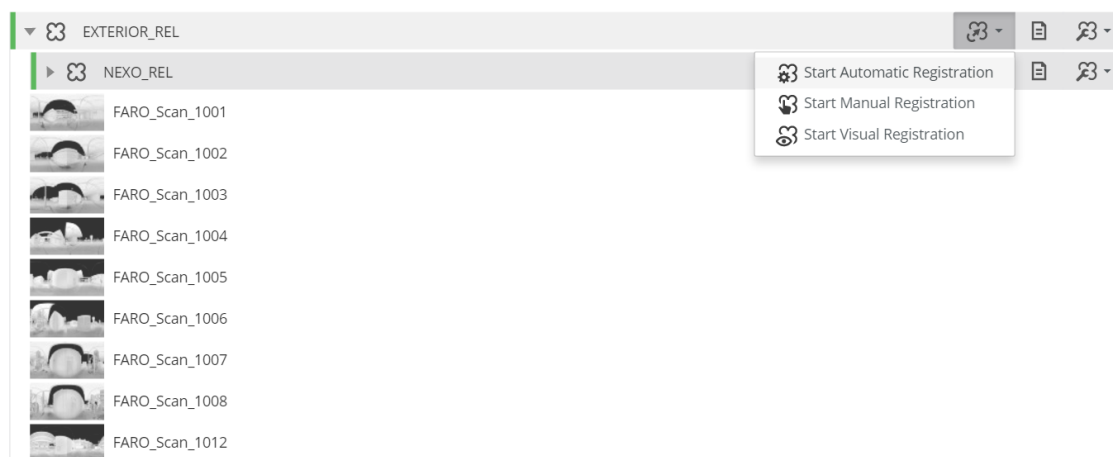 EXTERIOR_REL
NEXO_REL
Start Automatic Registration
FARO_Scan_1001
Start Manual Registration
Start Visual Registration
FARO_Scan_1002
FARO_Scan_1003
FARO_Scan_1004
FARO_Scan_1005
FARO_Scan_1006
FARO_Scan_1007
FARO_Scan_1008
FARO_Scan_1012